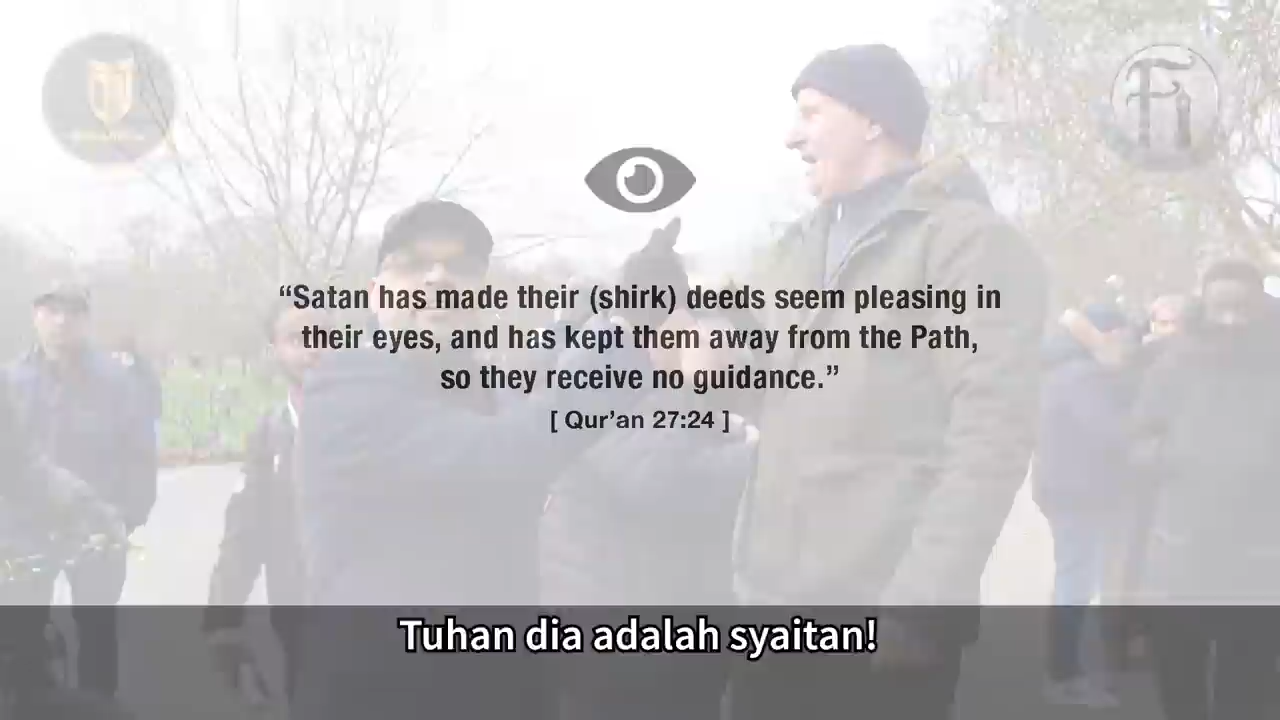 “Satan has made their (shirk) deeds seem pleasing in
their eyes, and has kept them away from the Path,
so they receive no guidance.”
[ Qur’an 27:24 ]
Tuhan dia adalah syaitan!